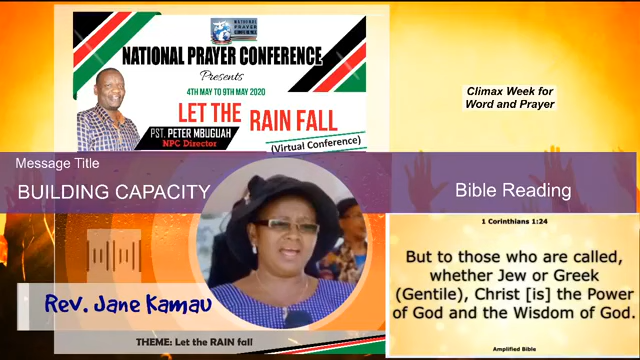 NATIONAL PRAYER
NATIONAL PRAYER CONFERENCE
Presents
4TH MAY TO 9TH MAY 2020
LET THE RAIN FALL
PST. PETER MBUGUAH
NPC Director
(Virtual Conference)
Climax Week for
Word and Prayer
Message Title
BUILDING CAPACITY
Bible Reading
1 Corinthians 1:24
But to those who are called,
whether Jew or Greek
(Gentile), Christ [is] the Power
of God and the Wisdom of God.
Amplified Bible
Rev. Jane Kamau
THEME: Let the RAIN fall